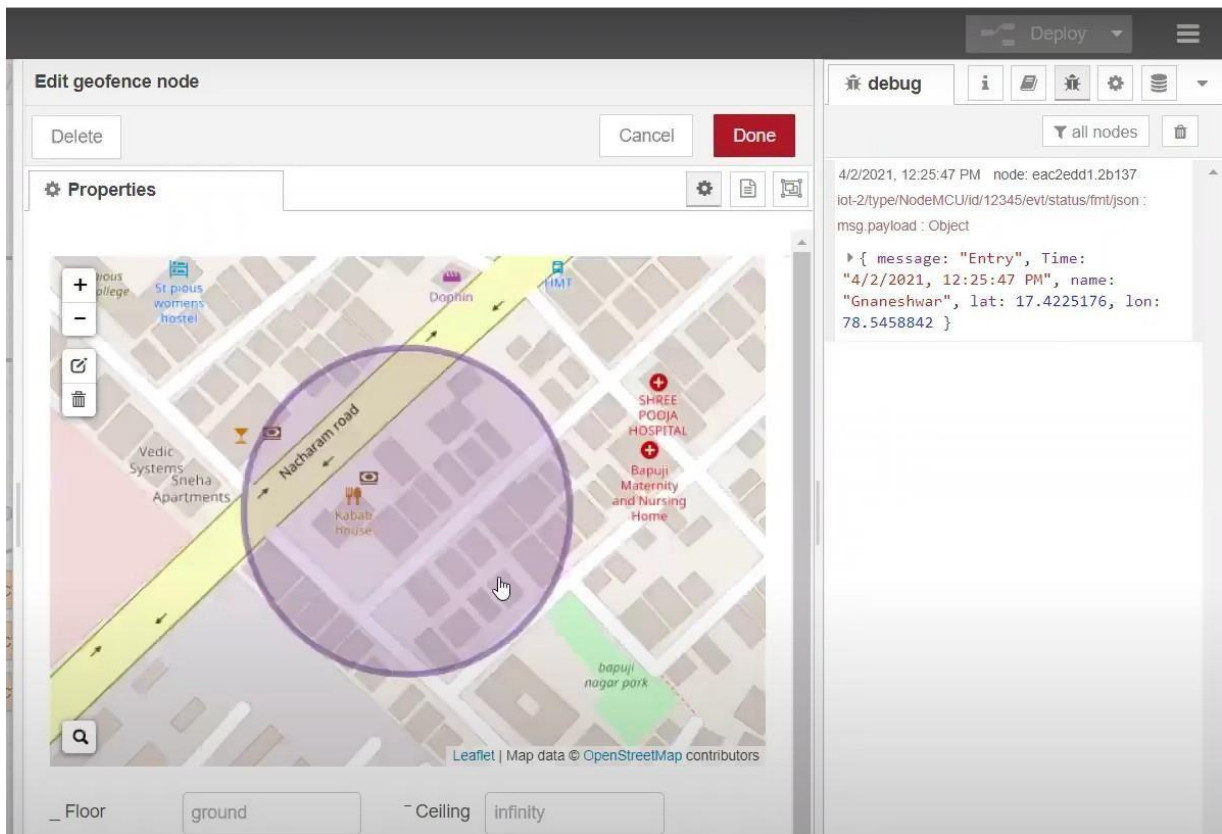 Deploy
Edit geofence node
Delete
Cancel
Done
Properties
debug
i
all nodes
4/2/2021, 12:25:47 PM node: eac2edd1.2b137
iot-2/type/NodeMCU/id/12345/evt/status/fmt/json :
msg.payload : Object
{ message: "Entry", Time:
"4/2/2021, 12:25:47 PM", name:
"Gnaneshwar", lat: 17.4225176, lon:
78.5458842 }
+
−
St pious
womens
hostel
Dophin
HMT
SHREE
POOJA
HOSPITAL
Bapuji
Maternity
and Nursing
Home
Nacharam road
Vedic
Systems
Sneha
Apartments
Kabab
house
bapuji
nagar park
Leaflet | Map data © OpenStreetMap contributors
_ Floor
ground
¯ Ceiling
infinity